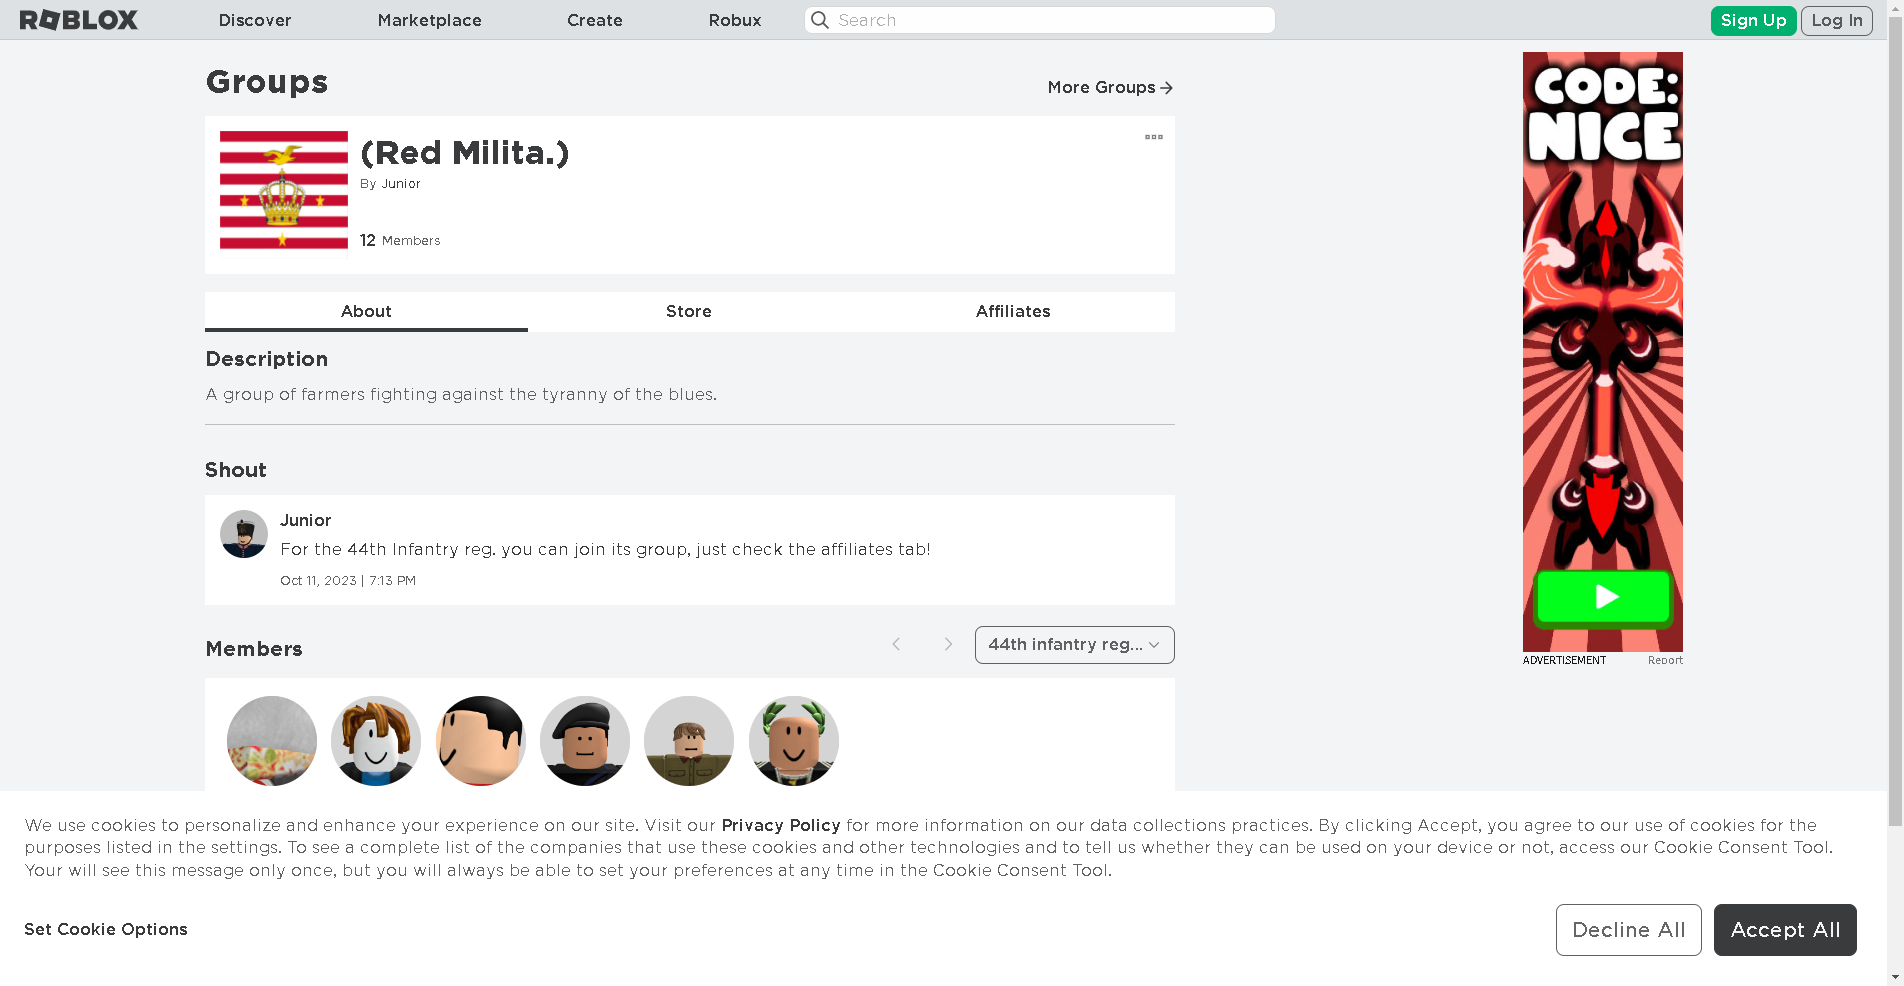 ROBLOX
Discover
Marketplace
Create
Robux
Search
Sign Up
Log In
Groups
More Groups
(Red Milita.)
By Junior
12 Members
About
Store
Affiliates
Description
A group of farmers fighting against the tyranny of the blues.
Shout
Junior
For the 44th Infantry reg. you can join its group, just check the affiliates tab!
Oct 11, 2023 | 7:13 PM
Members
44th infantry reg...
CODE:
NICE
ADVERTISEMENT
Report
We use cookies to personalize and enhance your experience on our site. Visit our Privacy Policy for more information on our data collections practices. By clicking Accept, you agree to our use of cookies for the
purposes listed in the settings. To see a complete list of the companies that use these cookies and other technologies and to tell us whether they can be used on your device or not, access our Cookie Consent Tool.
Your will see this message only once, but you will always be able to set your preferences at any time in the Cookie Consent Tool.
Set Cookie Options
Decline All
Accept All